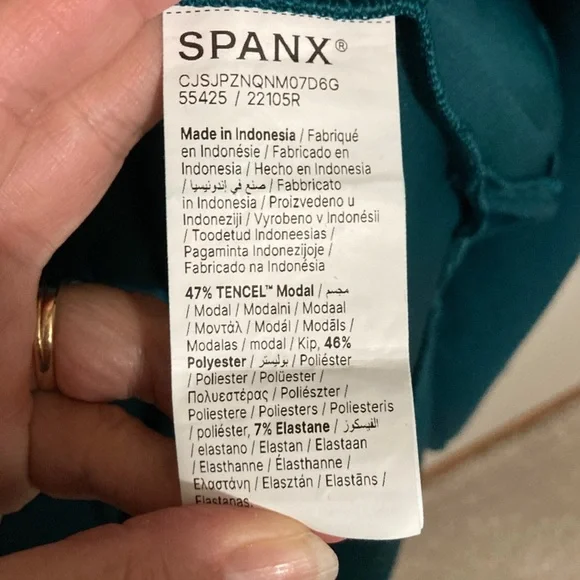 SPANX®
CJSJPZNQNM07D6G
55425 / 22105R
Made in Indonesia / Fabriqué
en Indonésie / Fabricado en
Indonesia / Hecho en Indonesia
/ صنع في إندونيسيا / Fabbricato
in Indonesia / Proizvedeno u
Indoneziji / Vyrobeno v Indonésii
/ Toodetud Indoneesias /
Pagaminta Indonezijoje /
Fabricado na Indonésia
47% TENCEL™ Modal / مجسم
/ Modal / Modalni / Modaal
/ Μοντάλ / Modál / Modāls /
Modalas / modal / Kip, 46%
Polyester / بوليستر / Poliéster
/ Poliester / Polüester /
Πολυεστέρας / Poliészter /
Poliestere / Poliesters / Poliesteris
/ poliéster, 7% Elastane / الفيسكوز
/ elastano / Elastan / Elastaan
/ Elasthanne / Élasthanne /
Ελαστάνη / Elasztán / Elastāns /
Elastanas,